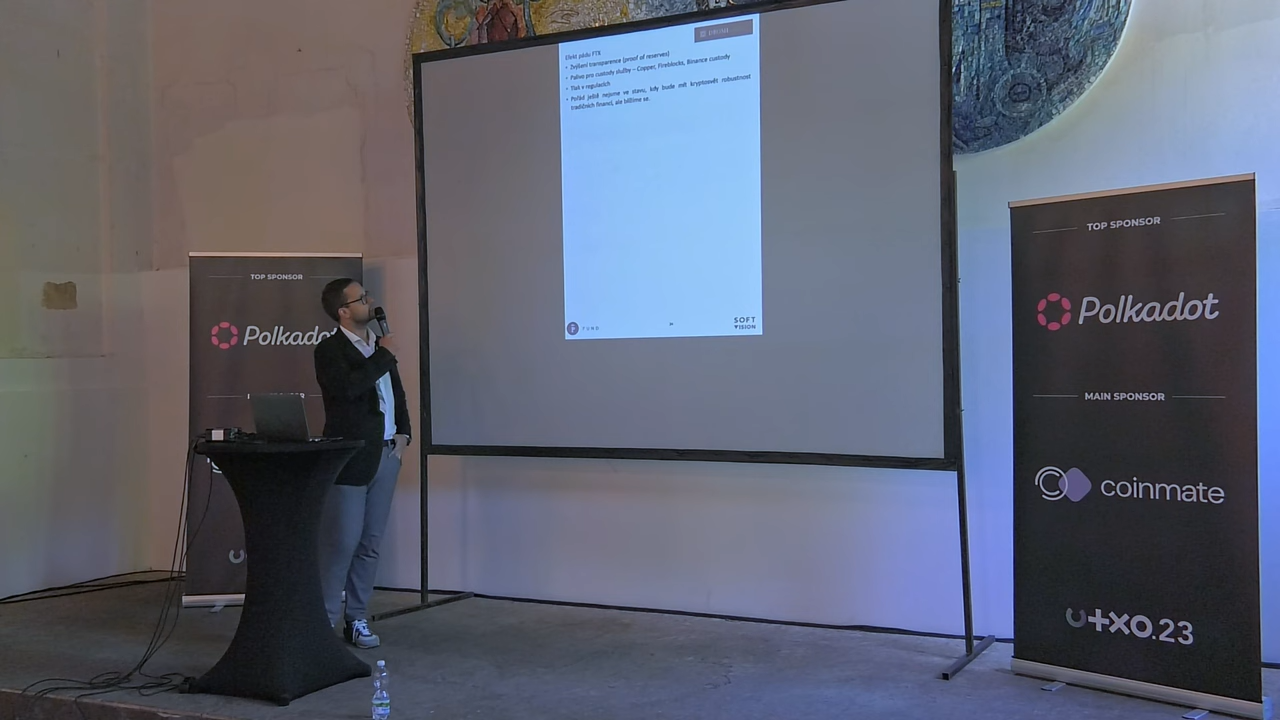 Efekt pádu FTX
• Zvýšení transparence (proof of reserves)
• Palivo pro custody služby – Copper, Fireblocks, Binance custody
• Tlak v regulacích
• Pořád ještě nejsme ve stavu, kdy bude mít kryptosvět robustnost
tradičních financí, ale blížíme se.
FUND
SOFT
VISION
TOP SPONSOR
Polkadot
TOP SPONSOR
Polkadot
MAIN SPONSOR
coinmate
utxo.23